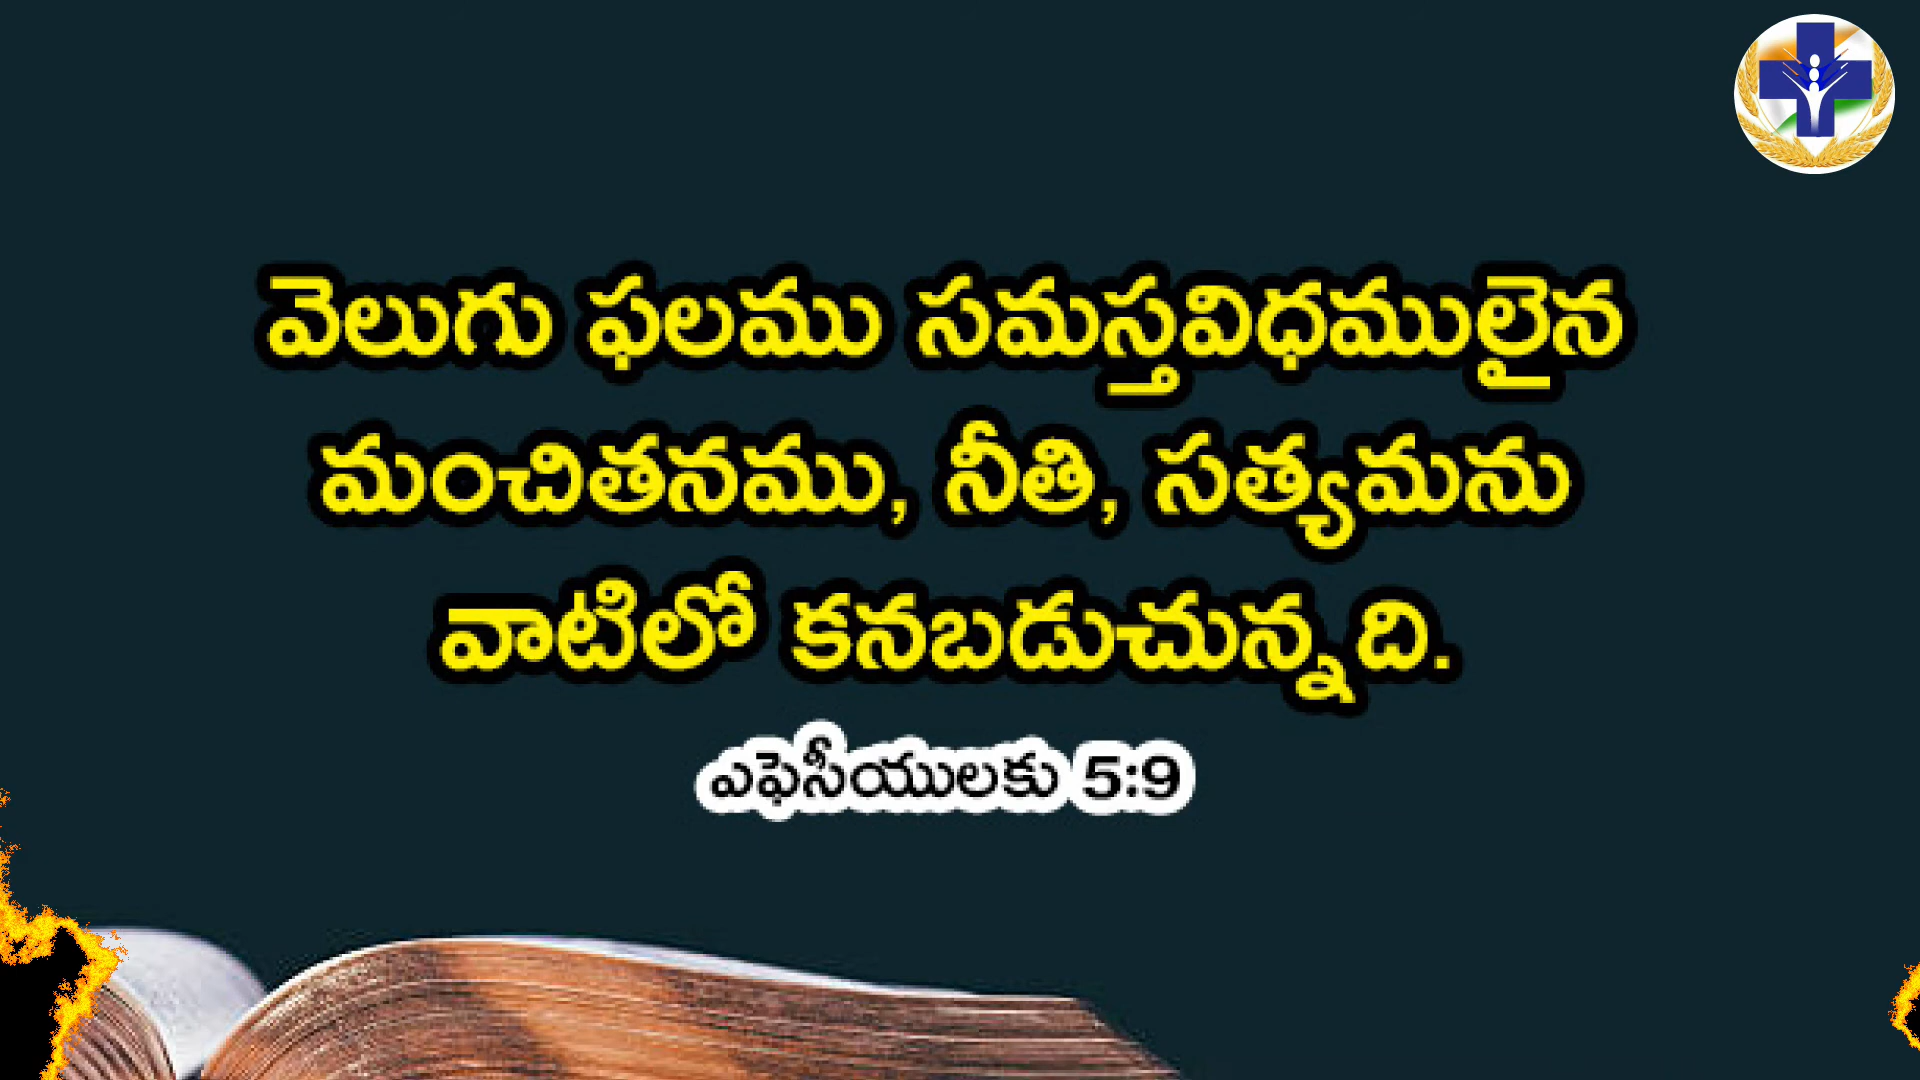 వెలుగు ఫలము సమస్తవిధములైన
మంచితనము, నీతి, సత్యమను
వాటిలో కనబడుచున్నది.
ఎఫెసీయులకు 5:9